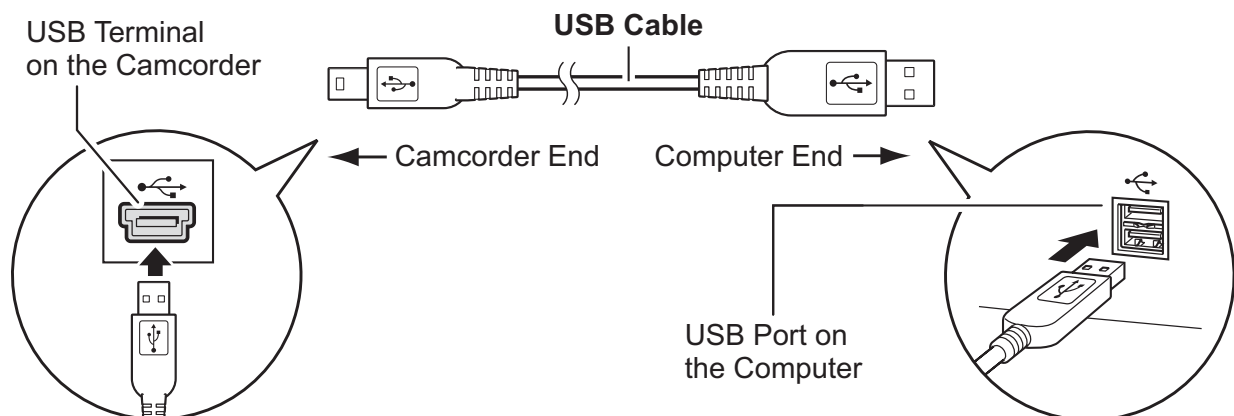 USB Terminal
on the Camcorder
USB Cable
Camcorder End
Computer End
USB Port on
the Computer